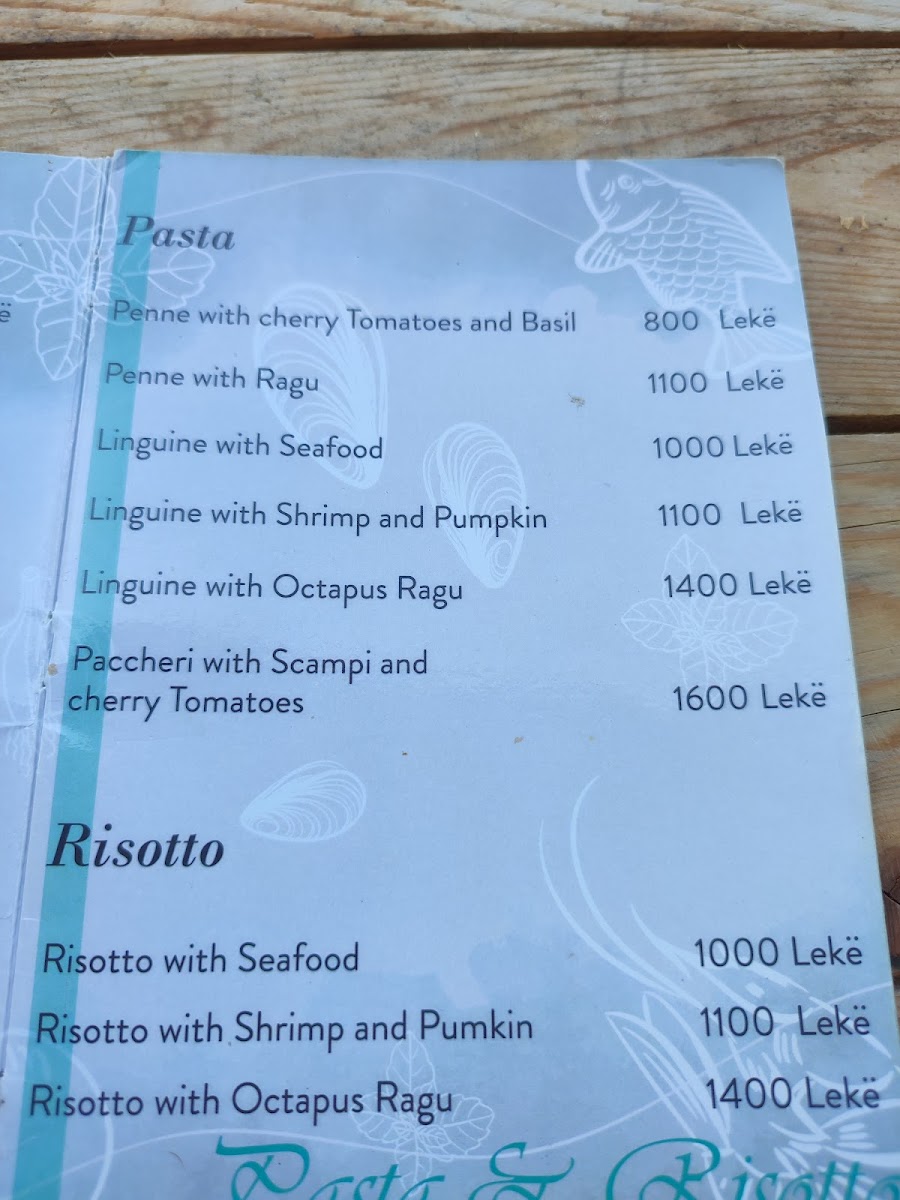 Pasta
Penne with cherry Tomatoes and Basil 800 Lekë
Penne with Ragu 1100 Lekë
Linguine with Seafood 1000 Lekë
Linguine with Shrimp and Pumpkin 1100 Lekë
Linguine with Octapus Ragu 1400 Lekë
Paccheri with Scampi and
cherry Tomatoes 1600 Lekë
Risotto
Risotto with Seafood 1000 Lekë
Risotto with Shrimp and Pumkin 1100 Lekë
Risotto with Octapus Ragu 1400 Lekë
Pasta & Risotto